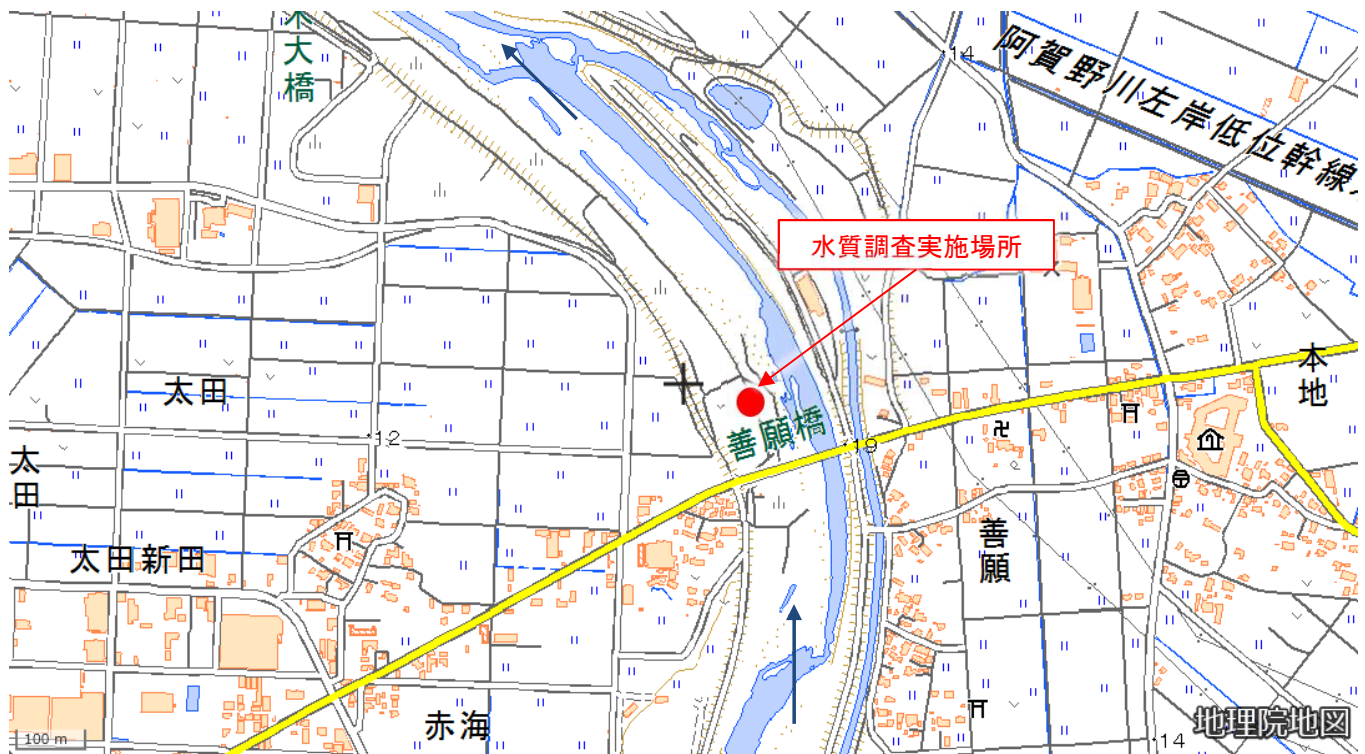 大橋
14
阿賀野川左岸低位幹線
水質調査実施場所
本地
太田
善願橋
19
12
太田
太田新田
善願
赤海
14
100 m
地理院地図